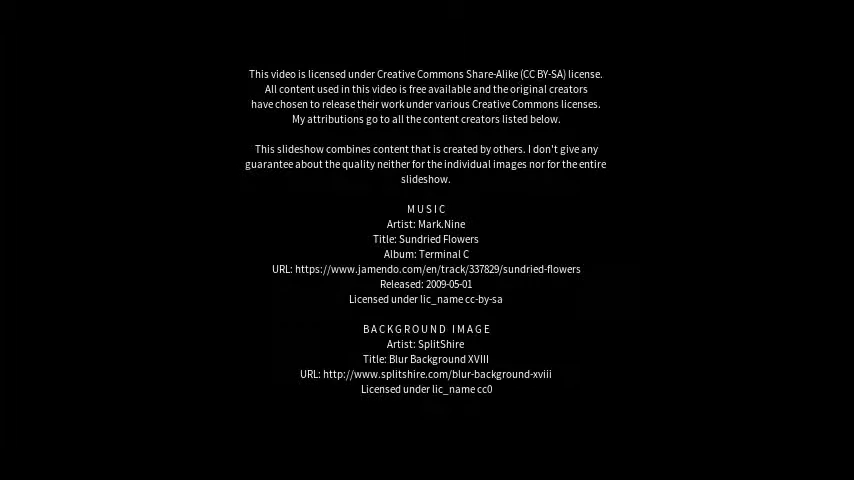 This video is licensed under Creative Commons Share-Alike (CC BY-SA) license.
All content used in this video is free available and the original creators
have chosen to release their work under various Creative Commons licenses.
My attributions go to all the content creators listed below.
This slideshow combines content that is created by others. I don't give any
guarantee about the quality neither for the individual images nor for the entire
slideshow.
MUSIC
Artist: Mark.Nine
Title: Sundried Flowers
Album: Terminal C
URL: https://www.jamendo.com/en/track/337829/sundried-flowers
Released: 2009-05-01
Licensed under lic_name cc-by-sa
BACKGROUND IMAGE
Artist: SplitShire
Title: Blur Background XVIII
URL: http://www.splitshire.com/blur-background-xviii
Licensed under lic_name cc0